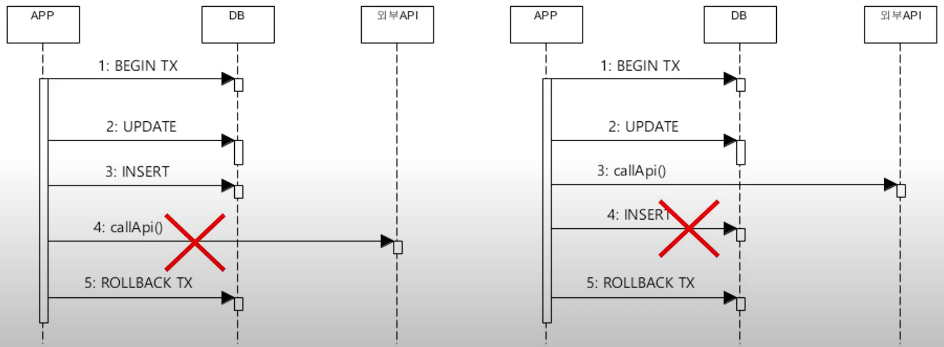 APP
DB
외부API
1: BEGIN TX
2: UPDATE
3: INSERT
4: callApi()
5: ROLLBACK TX
APP
DB
외부API
1: BEGIN TX
2: UPDATE
3: callApi()
4: INSERT
5: ROLLBACK TX